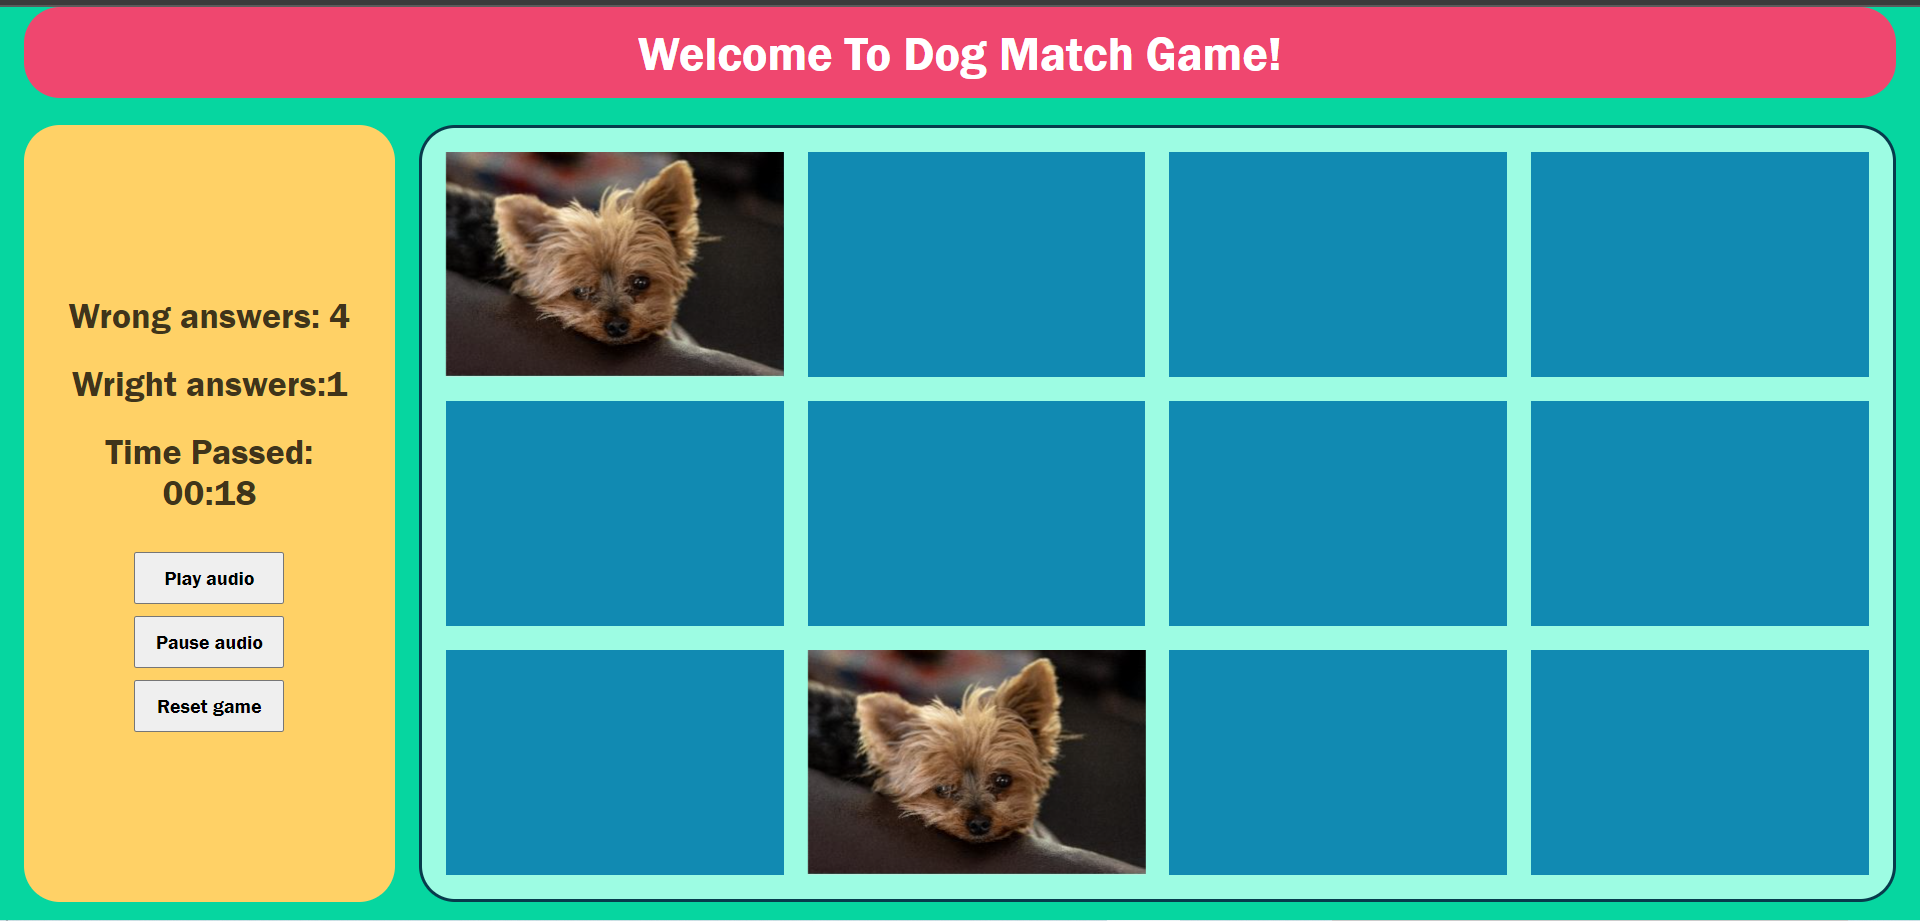 Welcome To Dog Match Game!
Wrong answers: 4
Wright answers:1
Time Passed:
00:18
Play audio
Pause audio
Reset game